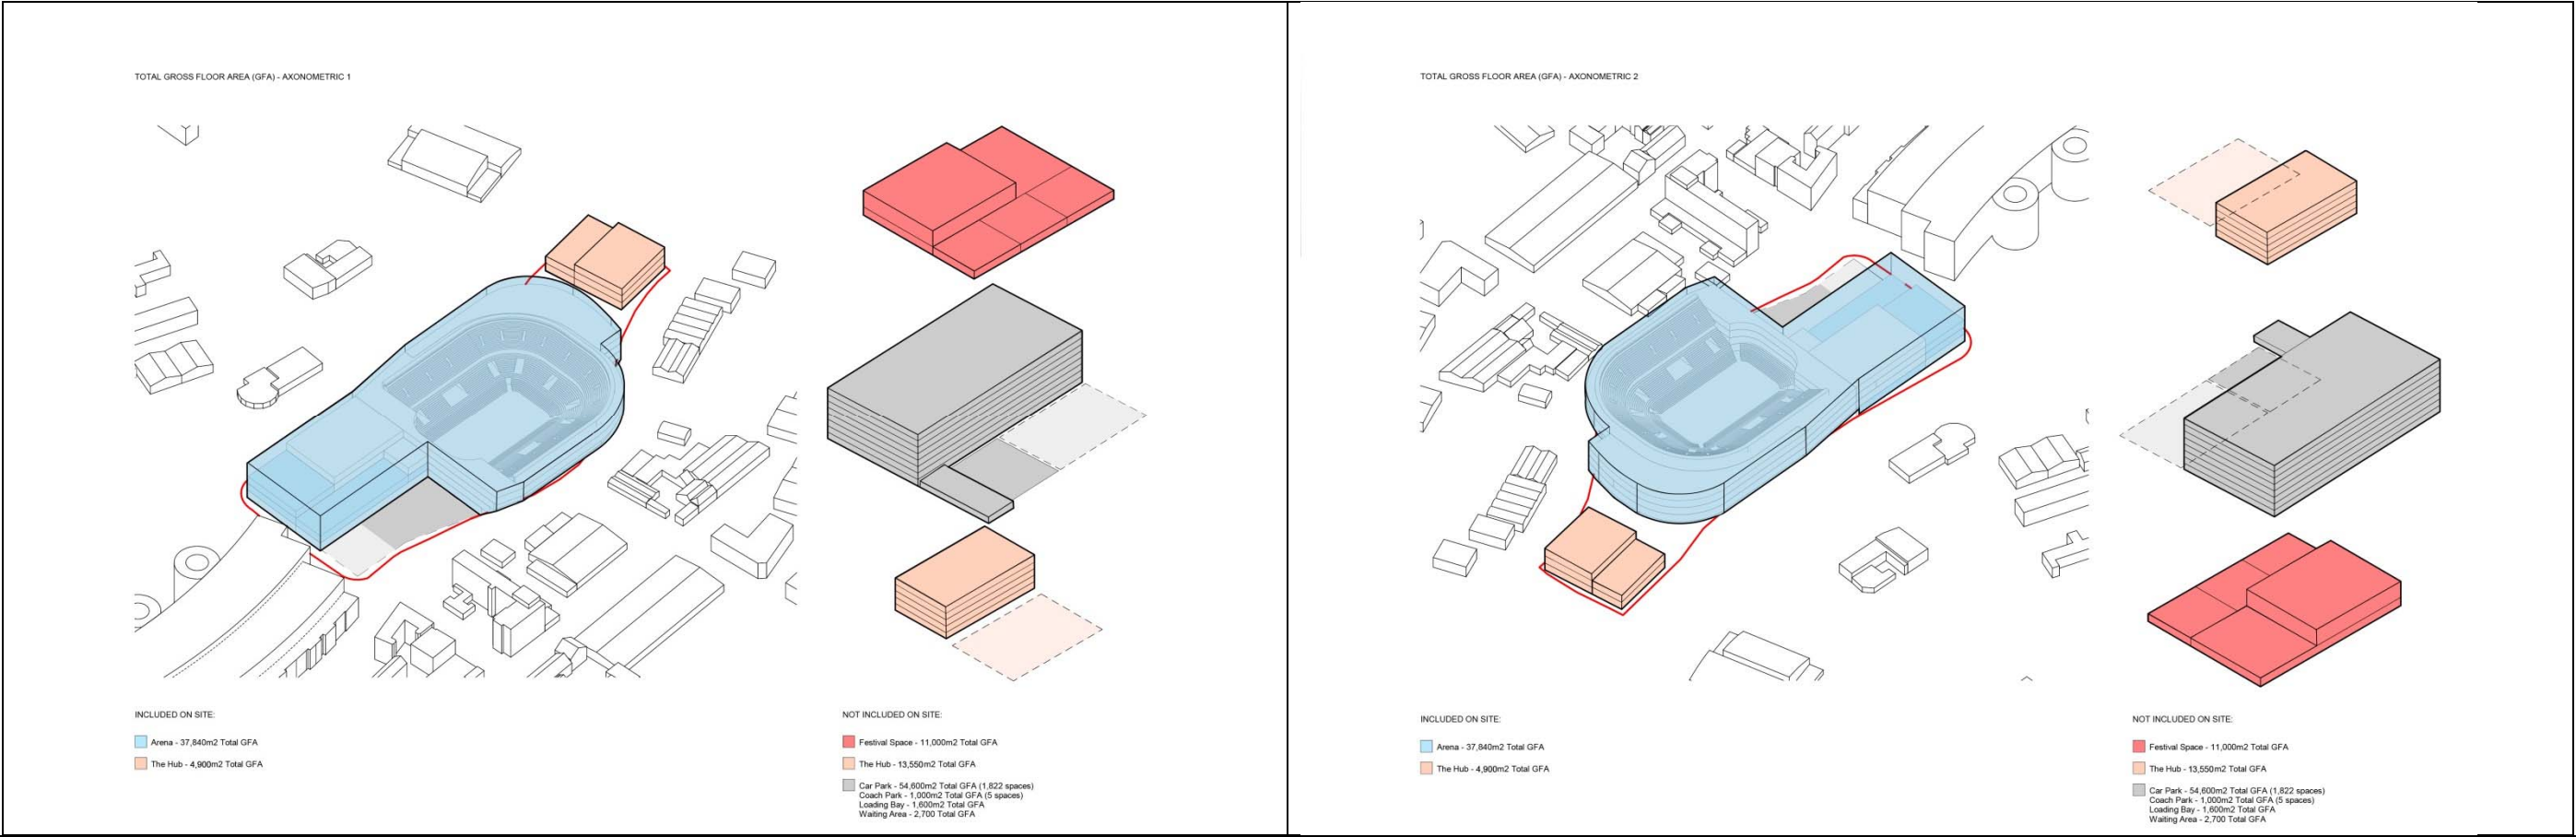 TOTAL GROSS FLOOR AREA (GFA) - AXONOMETRIC 1
INCLUDED ON SITE:
Arena - 37,840m2 Total GFA
The Hub - 4,900m2 Total GFA
NOT INCLUDED ON SITE:
Festival Space - 11,000m2 Total GFA
The Hub - 13,550m2 Total GFA
Car Park - 54,600m2 Total GFA (1,822 spaces)
Coach Park - 1,000m2 Total GFA (5 spaces)
Loading Bay - 1,600m2 Total GFA
Waiting Area - 2,700 Total GFA
TOTAL GROSS FLOOR AREA (GFA) - AXONOMETRIC 2
INCLUDED ON SITE:
Arena - 37,840m2 Total GFA
The Hub - 4,900m2 Total GFA
NOT INCLUDED ON SITE:
Festival Space - 11,000m2 Total GFA
The Hub - 13,550m2 Total GFA
Car Park - 54,600m2 Total GFA (1,822 spaces)
Coach Park - 1,000m2 Total GFA (5 spaces)
Loading Bay - 1,600m2 Total GFA
Waiting Area - 2,700 Total GFA